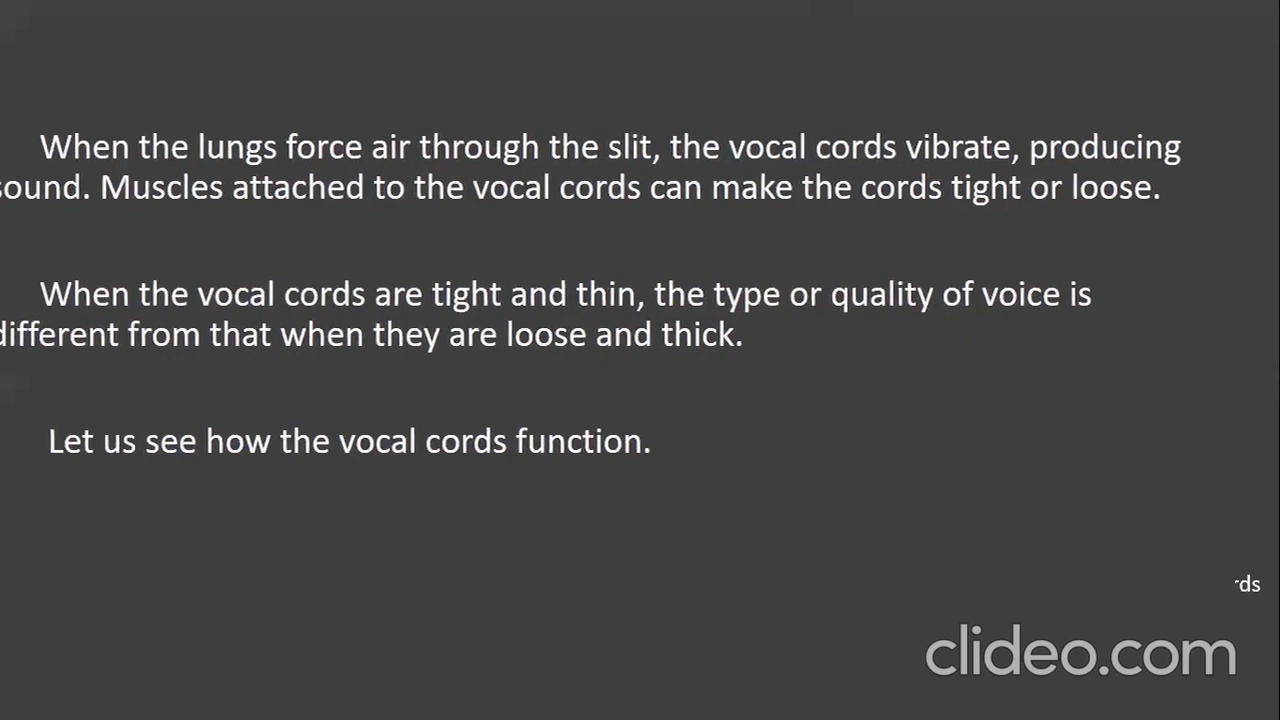 When the lungs force air through the slit, the vocal cords vibrate, producing
sound. Muscles attached to the vocal cords can make the cords tight or loose.
When the vocal cords are tight and thin, the type or quality of voice is
different from that when they are loose and thick.
Let us see how the vocal cords function.
rds
clideo.com